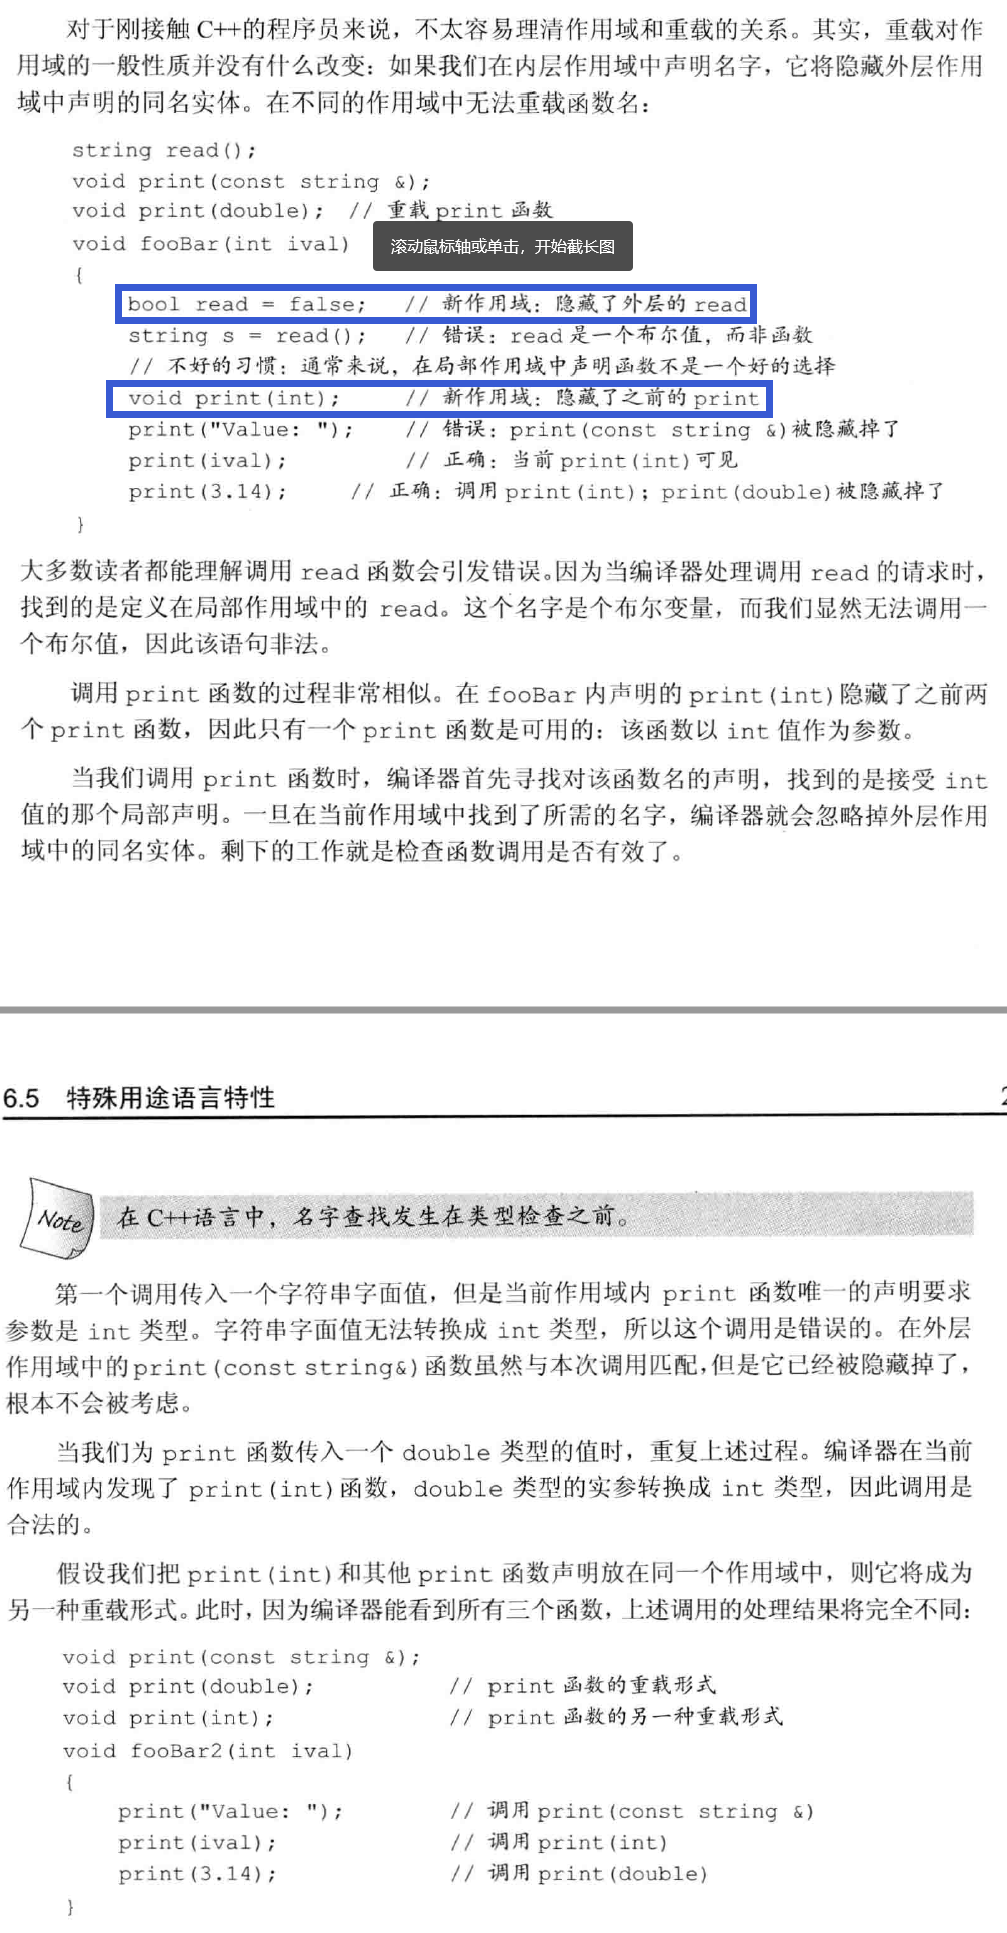 对于刚接触 C++的程序员来说，不太容易理清作用域和重载的关系。其实，重载对作
用域的一般性质并没有什么改变：如果我们在内层作用域中声明名字，它将隐藏外层作用
域中声明的同名实体。在不同的作用域中无法重载函数名：
string read();
void print(const string &);
void print(double);  // 重载 print 函数
void fooBar(int ival)
滚动鼠标轴或单击，开始截长图
{
bool read = false;   // 新作用域：隐藏了外层的 read
string s = read();   // 错误：read 是一个布尔值，而非函数
// 不好的习惯：通常来说，在局部作用域中声明函数不是一个好的选择
void print(int);     // 新作用域：隐藏了之前的 print
print("Value: ");    // 错误：print(const string &)被隐藏掉了
print(ival);         // 正确：当前 print(int)可见
print(3.14);     // 正确：调用 print(int)；print(double)被隐藏掉了
}
大多数读者都能理解调用 read 函数会引发错误。因为当编译器处理调用 read 的请求时，
找到的是定义在局部作用域中的 read。这个名字是个布尔变量，而我们显然无法调用一
个布尔值，因此该语句非法。
调用 print 函数的过程非常相似。在 fooBar 内声明的 print(int)隐藏了之前两
个 print 函数，因此只有一个 print 函数是可用的：该函数以 int 值作为参数。
当我们调用 print 函数时，编译器首先寻找对该函数名的声明，找到的是接受 int
值的那个局部声明。一旦在当前作用域中找到了所需的名字，编译器就会忽略掉外层作用
域中的同名实体。剩下的工作就是检查函数调用是否有效了。
6.5 特殊用途语言特性
Note 在 C++语言中，名字查找发生在类型检查之前。
第一个调用传入一个字符串字面值，但是当前作用域内 print 函数唯一的声明要求
参数是 int 类型。字符串字面值无法转换成 int 类型，所以这个调用是错误的。在外层
作用域中的 print(const string&)函数虽然与本次调用匹配，但是它已经被隐藏掉了，
根本不会被考虑。
当我们为 print 函数传入一个 double 类型的值时，重复上述过程。编译器在当前
作用域内发现了 print(int)函数，double 类型的实参转换成 int 类型，因此调用是
合法的。
假设我们把 print(int)和其他 print 函数声明放在同一个作用域中，则它将成为
另一种重载形式。此时，因为编译器能看到所有三个函数，上述调用的处理结果将完全不同：
void print(const string &);
void print(double);          // print 函数的重载形式
void print(int);             // print 函数的另一种重载形式
void fooBar2(int ival)
{
print("Value: ");        // 调用 print(const string &)
print(ival);             // 调用 print(int)
print(3.14);             // 调用 print(double)
}